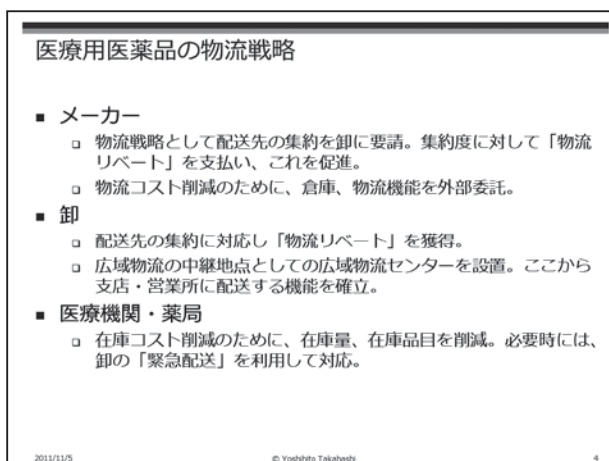 医療用医薬品の物流戦略
■ メーカー
□ 物流戦略として配送先の集約を卸に要請。集約度に対して「物流
リベート」を支払い、これを促進。
□ 物流コスト削減のために、倉庫、物流機能を外部委託。
■ 卸
□ 配送先の集約に対応し「物流リベート」を獲得。
□ 広域物流の中継地点としての広域物流センターを設置。ここから
支店・営業所に配送する機能を確立。
■ 医療機関・薬局
□ 在庫コスト削減のために、在庫量、在庫品目を削減。必要時には、
卸の「緊急配送」を利用して対応。
2011/11/5 © Yoshihito Takahashi 4